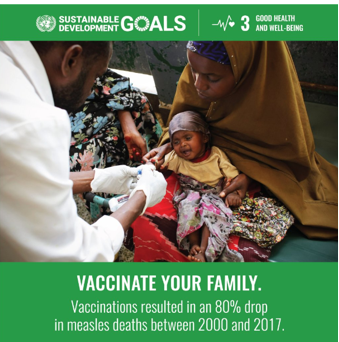 SUSTAINABLE
DEVELOPMENT GOALS
3 GOOD HEALTH
AND WELL-BEING
VACCINATE YOUR FAMILY.
Vaccinations resulted in an 80% drop
in measles deaths between 2000 and 2017.